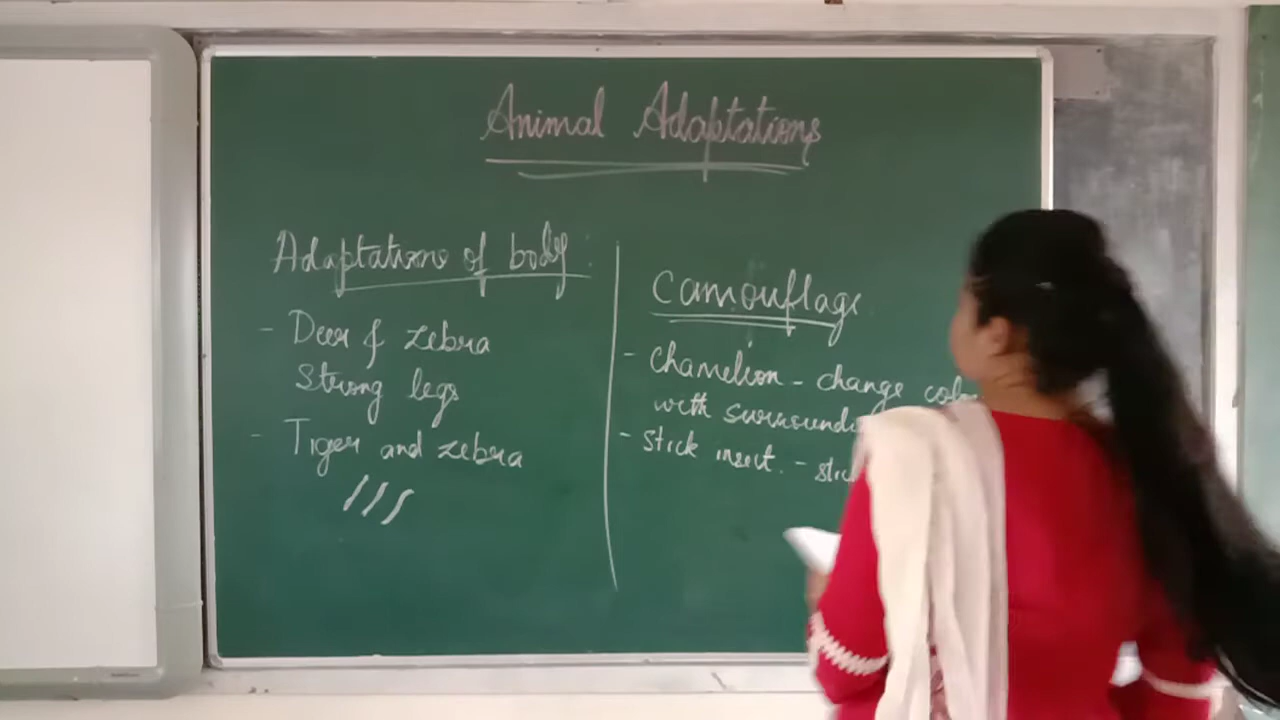 Animal Adaptations
Adaptations of body
- Deer & zebra
Strong legs
- Tiger and zebra
Camouflage
- Chamelion - change
with
- Stick insect. -